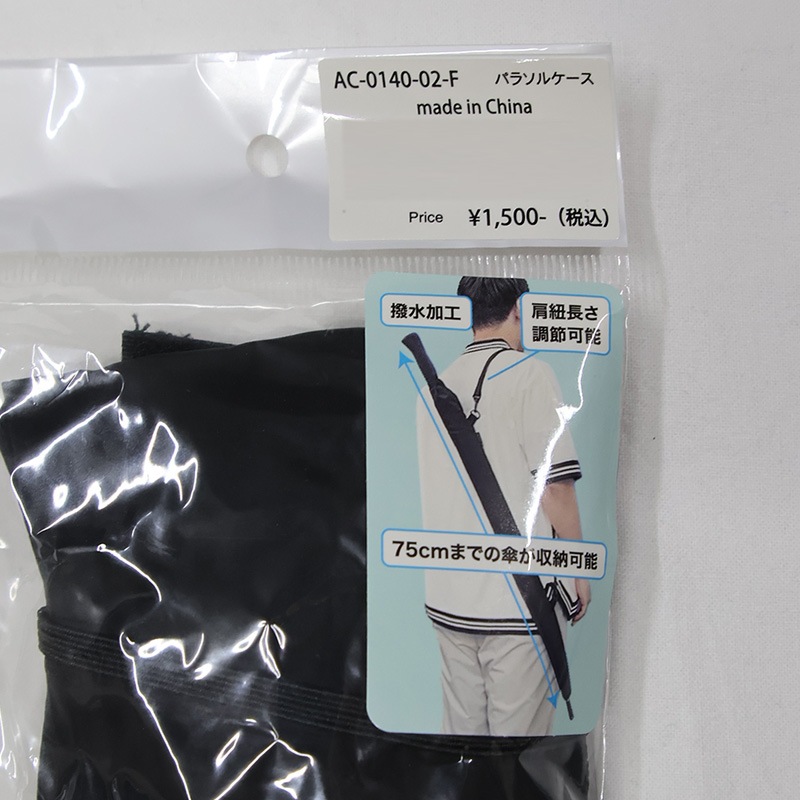 AC-0140-02-F パラソルケース
made in China
Price ¥1,500-（税込）
撥水加工
肩紐長さ
調節可能
75cmまでの傘が収納可能